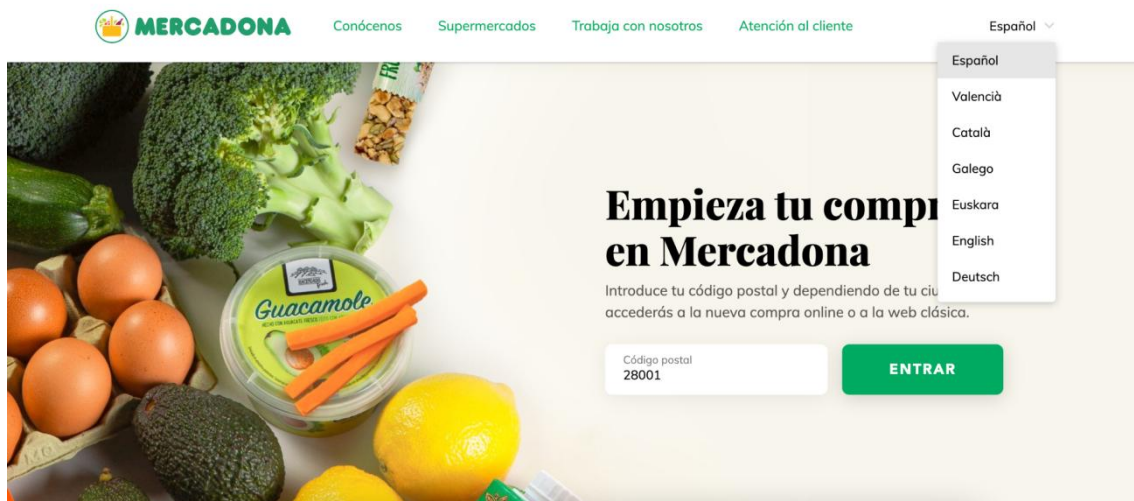 MERCADONA
Conócenos
Supermercados
Trabaja con nosotros
Atención al cliente
Español
Español
Valencià
Català
Galego
Euskara
English
Deutsch
Empieza tu compr
en Mercadona
Introduce tu código postal y dependiendo de tu ciu
accederás a la nueva compra online o a la web clásica.
Código postal
28001
ENTRAR
Guacamole